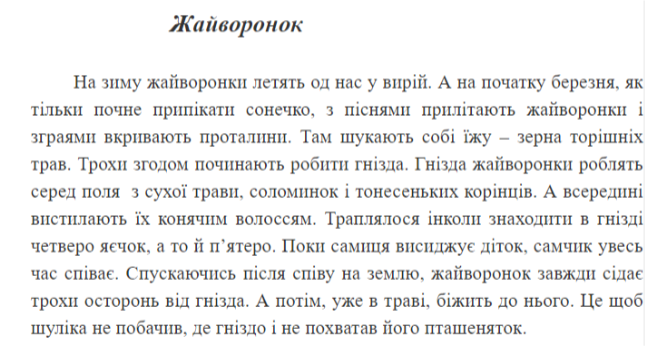 Жайворонок
На зиму жайворонки летять од нас у вирій. А на початку березня, як
тільки почне припікати сонечко, з піснями прилітають жайворонки і
зграями вкривають проталини. Там шукають собі їжу – зерна торішніх
трав. Трохи згодом починають робити гнізда. Гнізда жайворонки роблять
серед поля з сухої трави, соломинок і тонесеньких корінців. А всередині
вистилають їх конячим волоссям. Траплялося інколи знаходити в гнізді
четверо яєчок, а то й п’ятеро. Поки самиця висиджує діток, самчик увесь
час співає. Спускаючись після співу на землю, жайворонок завжди сідає
трохи осторонь від гнізда. А потім, уже в траві, біжить до нього. Це щоб
шуліка не побачив, де гніздо і не похватав його пташеняток.